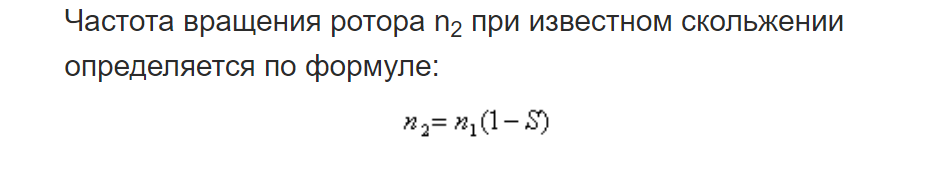 Частота вращения ротора n₂ при известном скольжении
определяется по формуле:
n₂= n₁(1− S)